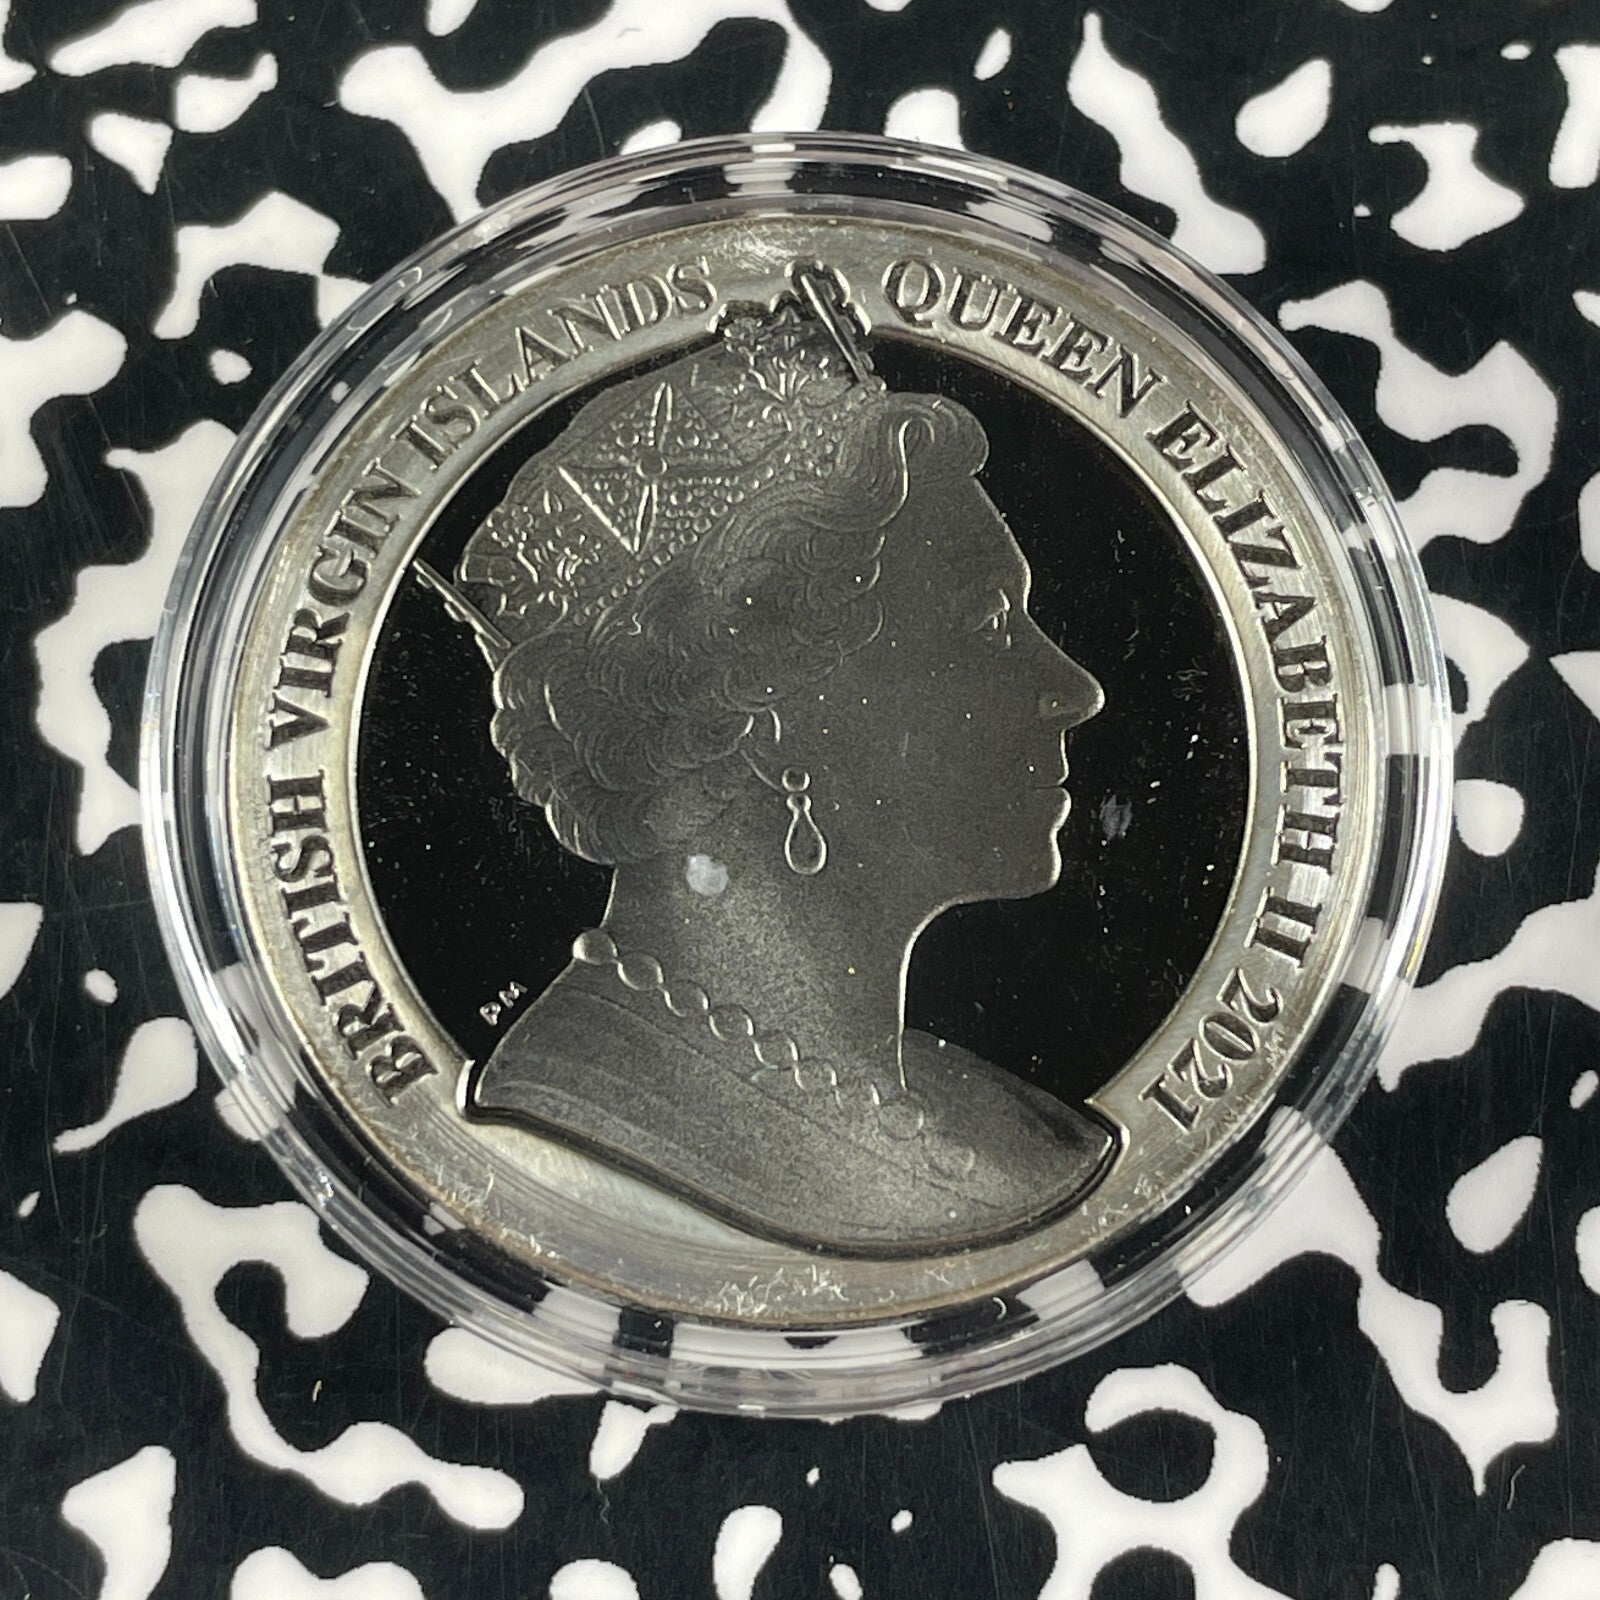 BRITISH VIRGIN ISLANDS QUEEN ELIZABETH II 2021
PM